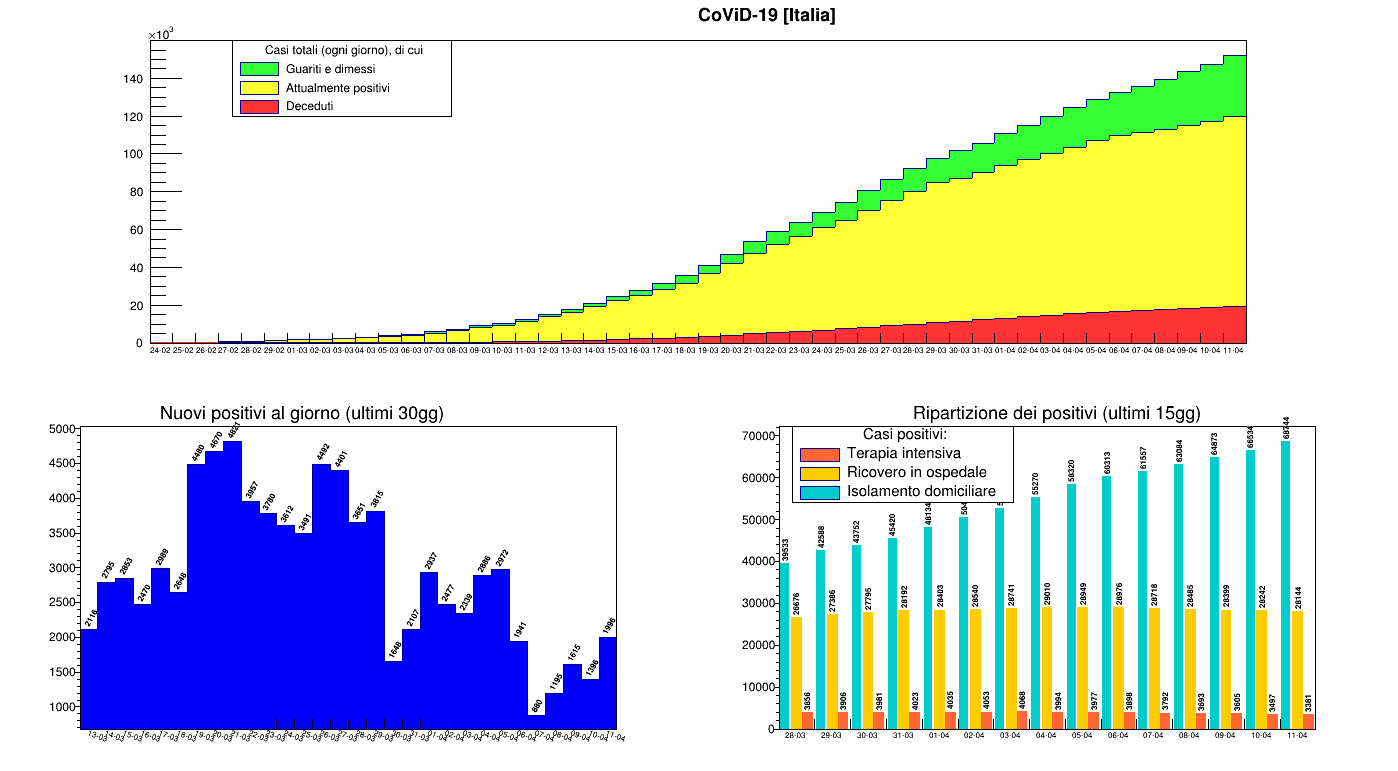 CoViD-19 [Italia]
×10³
Casi totali (ogni giorno), di cui
Guariti e dimessi
Attualmente positivi
Deceduti
140
120
100
80
60
40
20
0
24-02 25-02 26-02 27-02 28-02 29-02 01-03 02-03 03-03 04-03 05-03 06-03 07-03 08-03 09-03 10-03 11-03 12-03 13-03 14-03 15-03 16-03 17-03 18-03 19-03 20-03 21-03 22-03 23-03 24-03 25-03 26-03 27-03 28-03 29-03 30-03 31-03 01-04 02-04 03-04 04-04 05-04 06-04 07-04 08-04 09-04 10-04 11-04
Nuovi positivi al giorno (ultimi 30gg)
5000
4500
4000
3500
3000
2500
2000
1500
1000
2116 2795 2853 2470 2989 2648 4480 4670 4821 3957 3780 3612 3491 4492 4401 3651 3815 1648 2107 2937 2477 2339 2886 2972 1941 880 1195 1615 1396 1996
13-03 14-03 15-03 16-03 17-03 18-03 19-03 20-03 21-03 22-03 23-03 24-03 25-03 26-03 27-03 28-03 29-03 30-03 31-03 01-04 02-04 03-04 04-04 05-04 06-04 07-04 08-04 09-04 10-04 11-04
Ripartizione dei positivi (ultimi 15gg)
Casi positivi:
Terapia intensiva
Ricovero in ospedale
Isolamento domiciliare
70000
60000
50000
40000
30000
20000
10000
0
39533 42588 43752 45420 48134 55270 58320 60313 61557 63084 64873 66534 68744
26676 27386 27795 28192 28403 28540 28741 29010 28949 28976 28718 28485 28399 28242 28144
3856 3906 3981 4023 4035 4053 4068 3994 3977 3898 3792 3693 3605 3497 3381
28-03 29-03 30-03 31-03 01-04 02-04 03-04 04-04 05-04 06-04 07-04 08-04 09-04 10-04 11-04